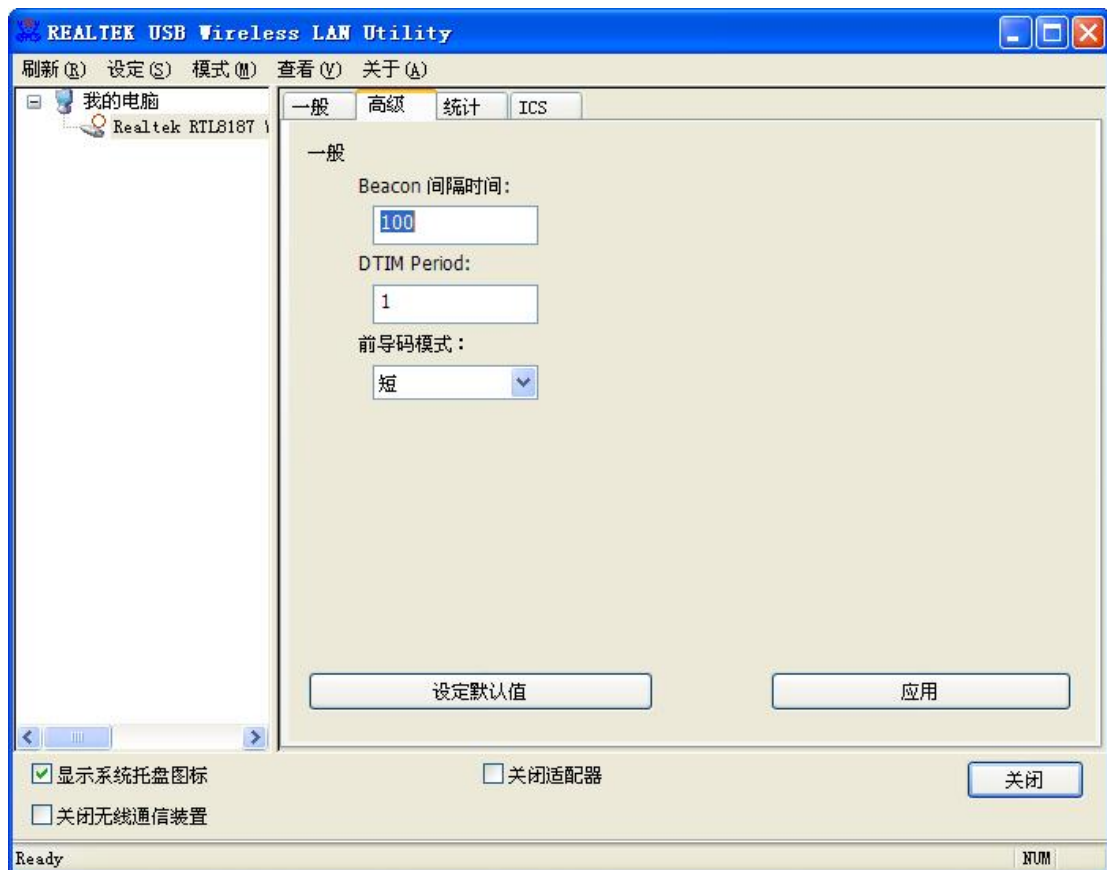 REALTEK USB Wireless LAN Utility
刷新(R) 设定(S) 模式(M) 查看(V) 关于(A)
我的电脑
Realtek RTL8187
一般 高级 统计 ICS
一般
Beacon 间隔时间:
100
DTIM Period:
1
前导码模式：
短
设定默认值 应用
显示系统托盘图标 关闭适配器 关闭
关闭无线通信装置
Ready NUM